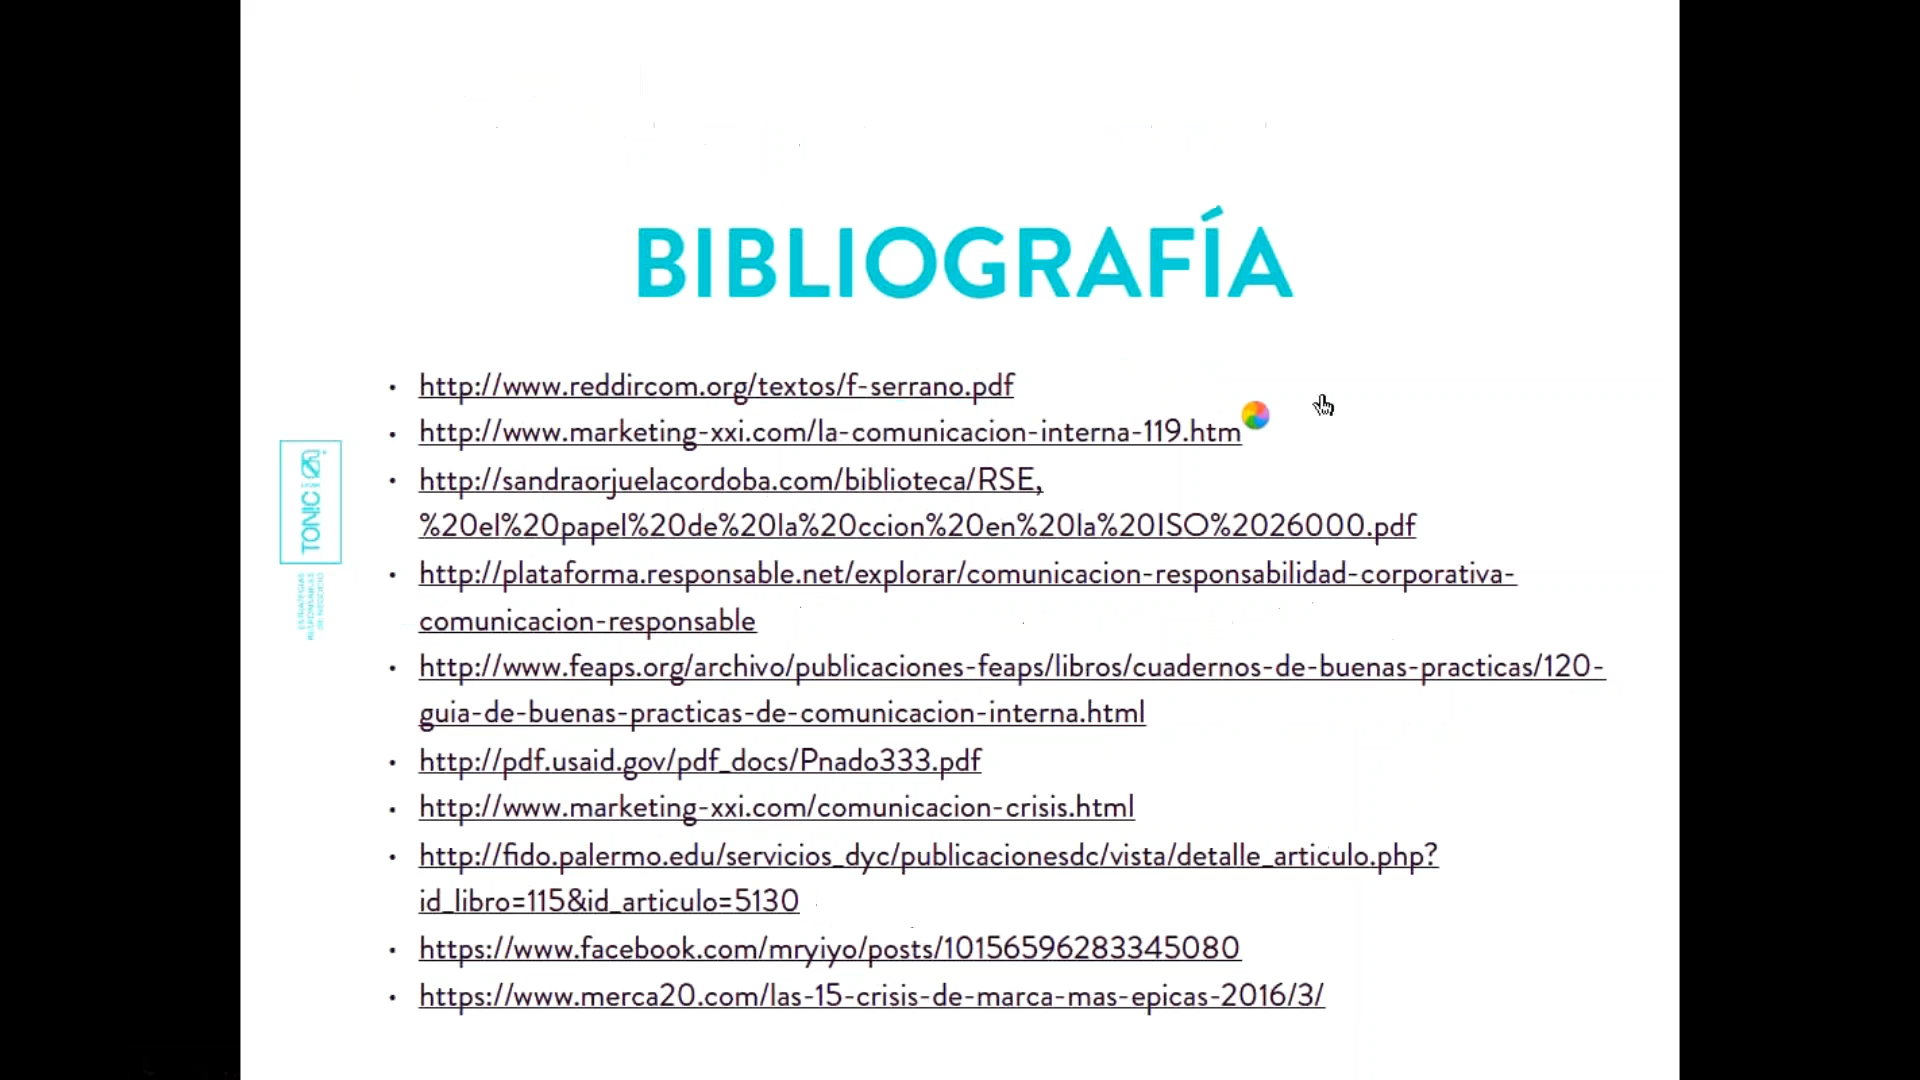 BIBLIOGRAFÍA
• http://www.reddircom.org/textos/f-serrano.pdf
• http://www.marketing-xxi.com/la-comunicacion-interna-119.htm
• http://sandraorjuelacordoba.com/biblioteca/RSE,
%20el%20papel%20de%20la%20ccion%20en%20la%20ISO%2026000.pdf
• http://plataforma.responsable.net/explorar/comunicacion-responsabilidad-corporativa-
comunicacion-responsable
• http://www.feaps.org/archivo/publicaciones-feaps/libros/cuadernos-de-buenas-practicas/120-
guia-de-buenas-practicas-de-comunicacion-interna.html
• http://pdf.usaid.gov/pdf_docs/Pnado333.pdf
• http://www.marketing-xxi.com/comunicacion-crisis.html
• http://fido.palermo.edu/servicios_dyc/publicacionesdc/vista/detalle_articulo.php?
id_libro=115&id_articulo=5130
• https://www.facebook.com/mryiyo/posts/10156596283345080
• https://www.merca20.com/las-15-crisis-de-marca-mas-epicas-2016/3/
TONIC
ESTRATEGIAS
RESPONSABLES
DE NEGOCIO